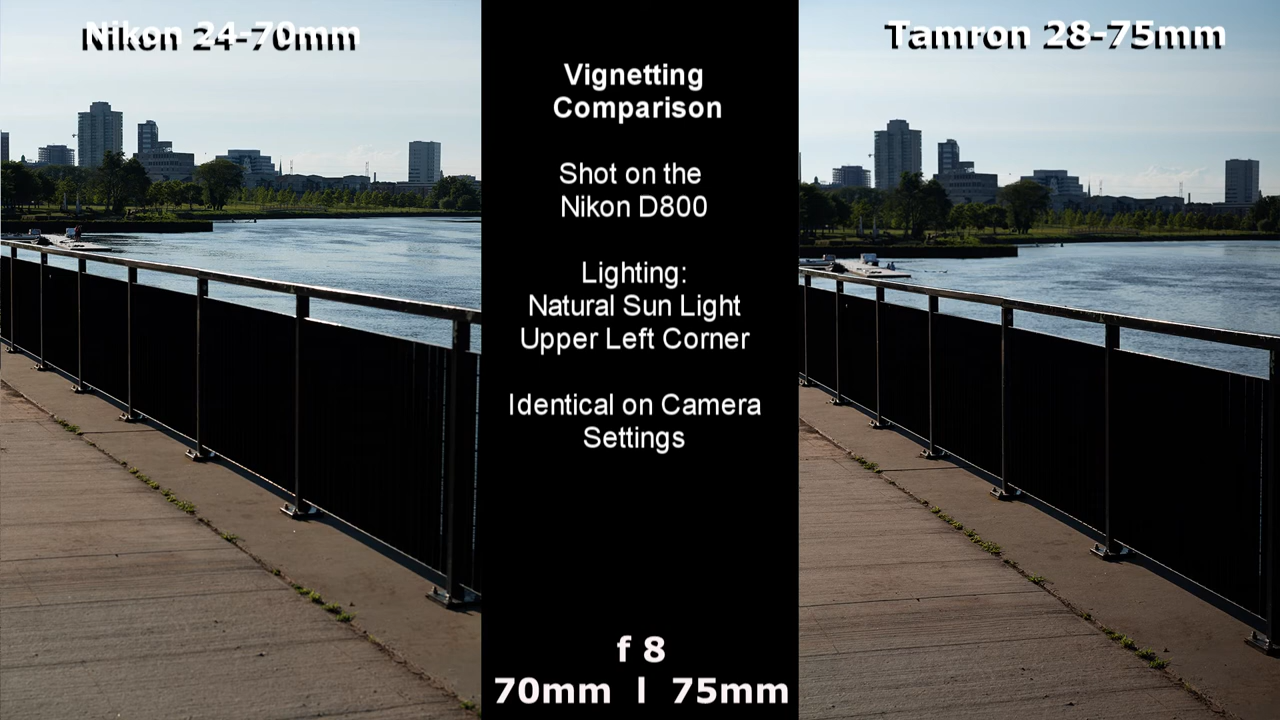 Nikon 24-70mm
Vignetting
Comparison
Shot on the
Nikon D800
Lighting:
Natural Sun Light
Upper Left Corner
Identical on Camera
Settings
f 8
70mm l 75mm
Tamron 28-75mm